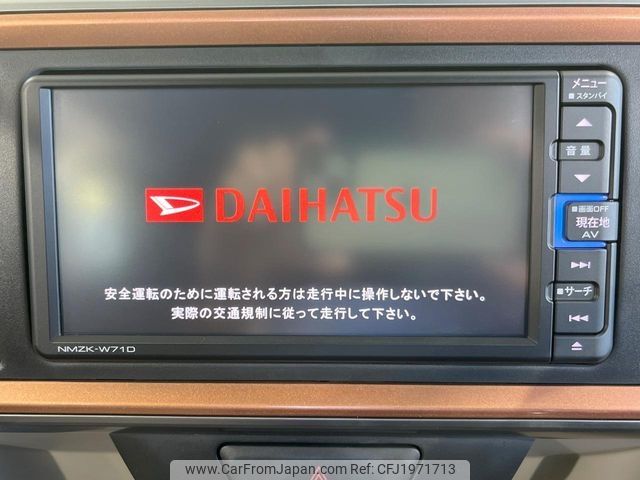 メニュー
スタンバイ
音量
DAIHATSU
画面OFF
現在地
AV
サーチ
安全運転のために運転される方は走行中に操作しないで下さい。
実際の交通規制に従って走行して下さい。
NMZK-W71D
www.CarFromJapan.com - Stock ID: CFJ1971713